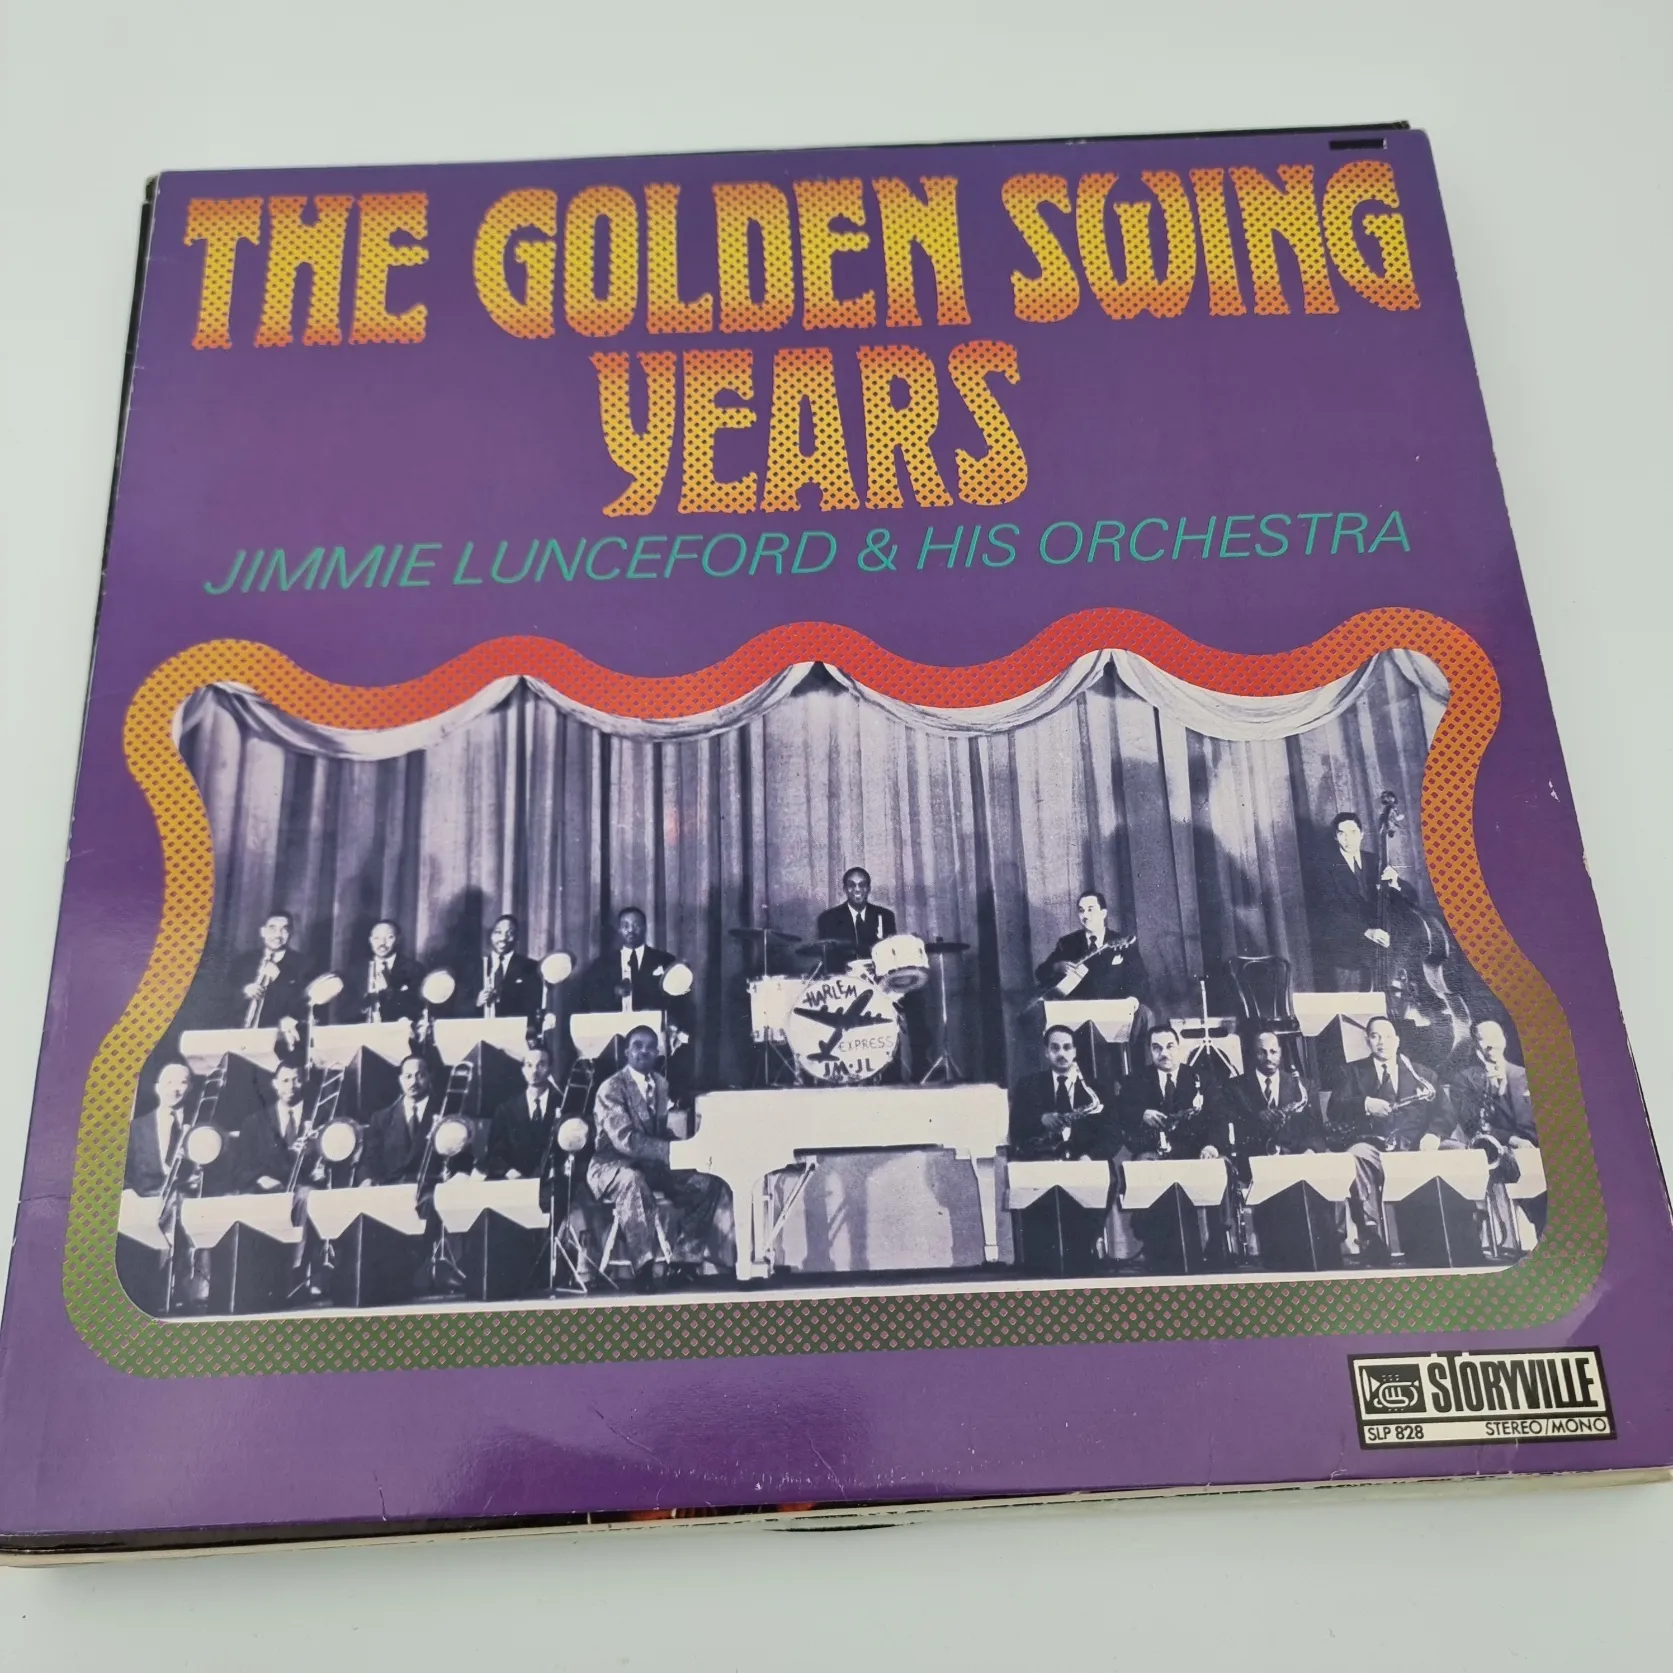 THE GOLDEN SWING
YEARS
JIMMIE LUNCEFORD & HIS ORCHESTRA
HARLEM
EXPRESS
JM·JL
STORYVILLE
SLP 828 STEREO/MONO